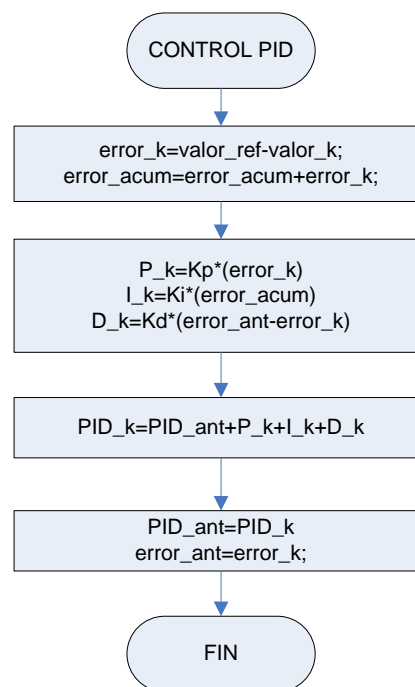 CONTROL PID
error_k=valor_ref-valor_k;
error_acum=error_acum+error_k;
P_k=Kp*(error_k)
I_k=Ki*(error_acum)
D_k=Kd*(error_ant-error_k)
PID_k=PID_ant+P_k+I_k+D_k
PID_ant=PID_k
error_ant=error_k;
FIN